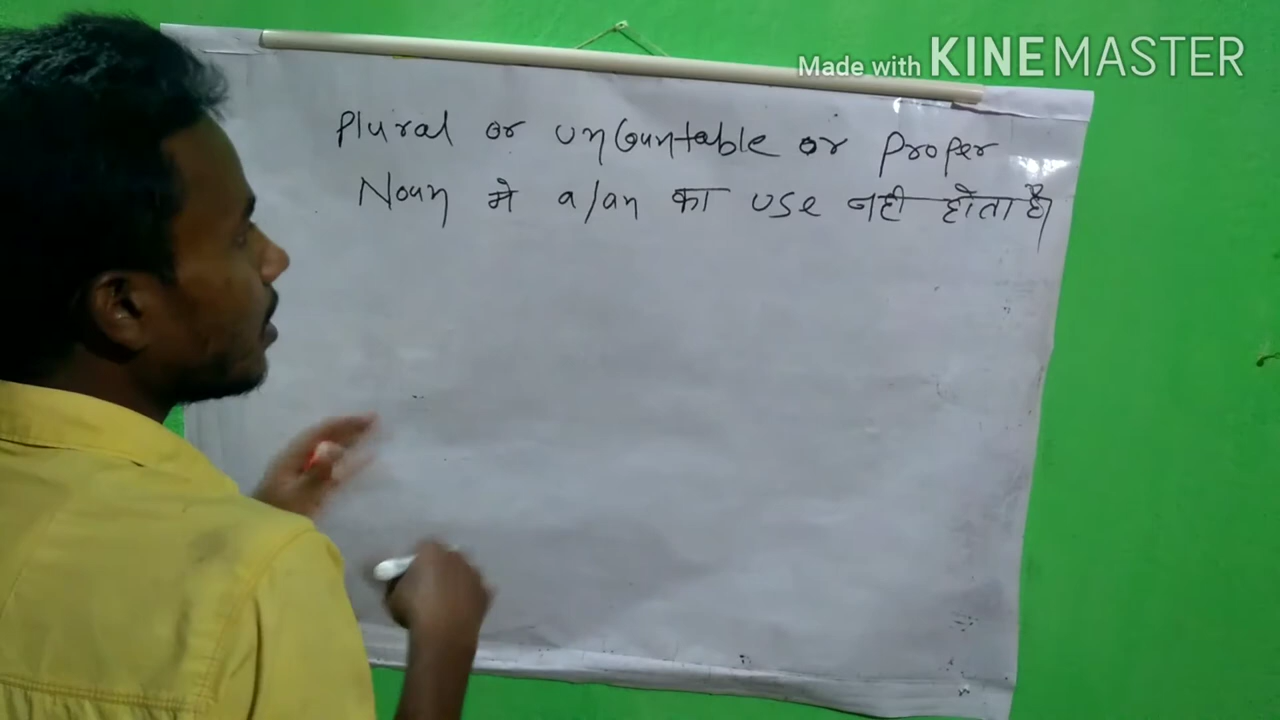 Made with KINEMASTER
Plural or uncountable or Proper
Noun मे a/an का use नही होता है।